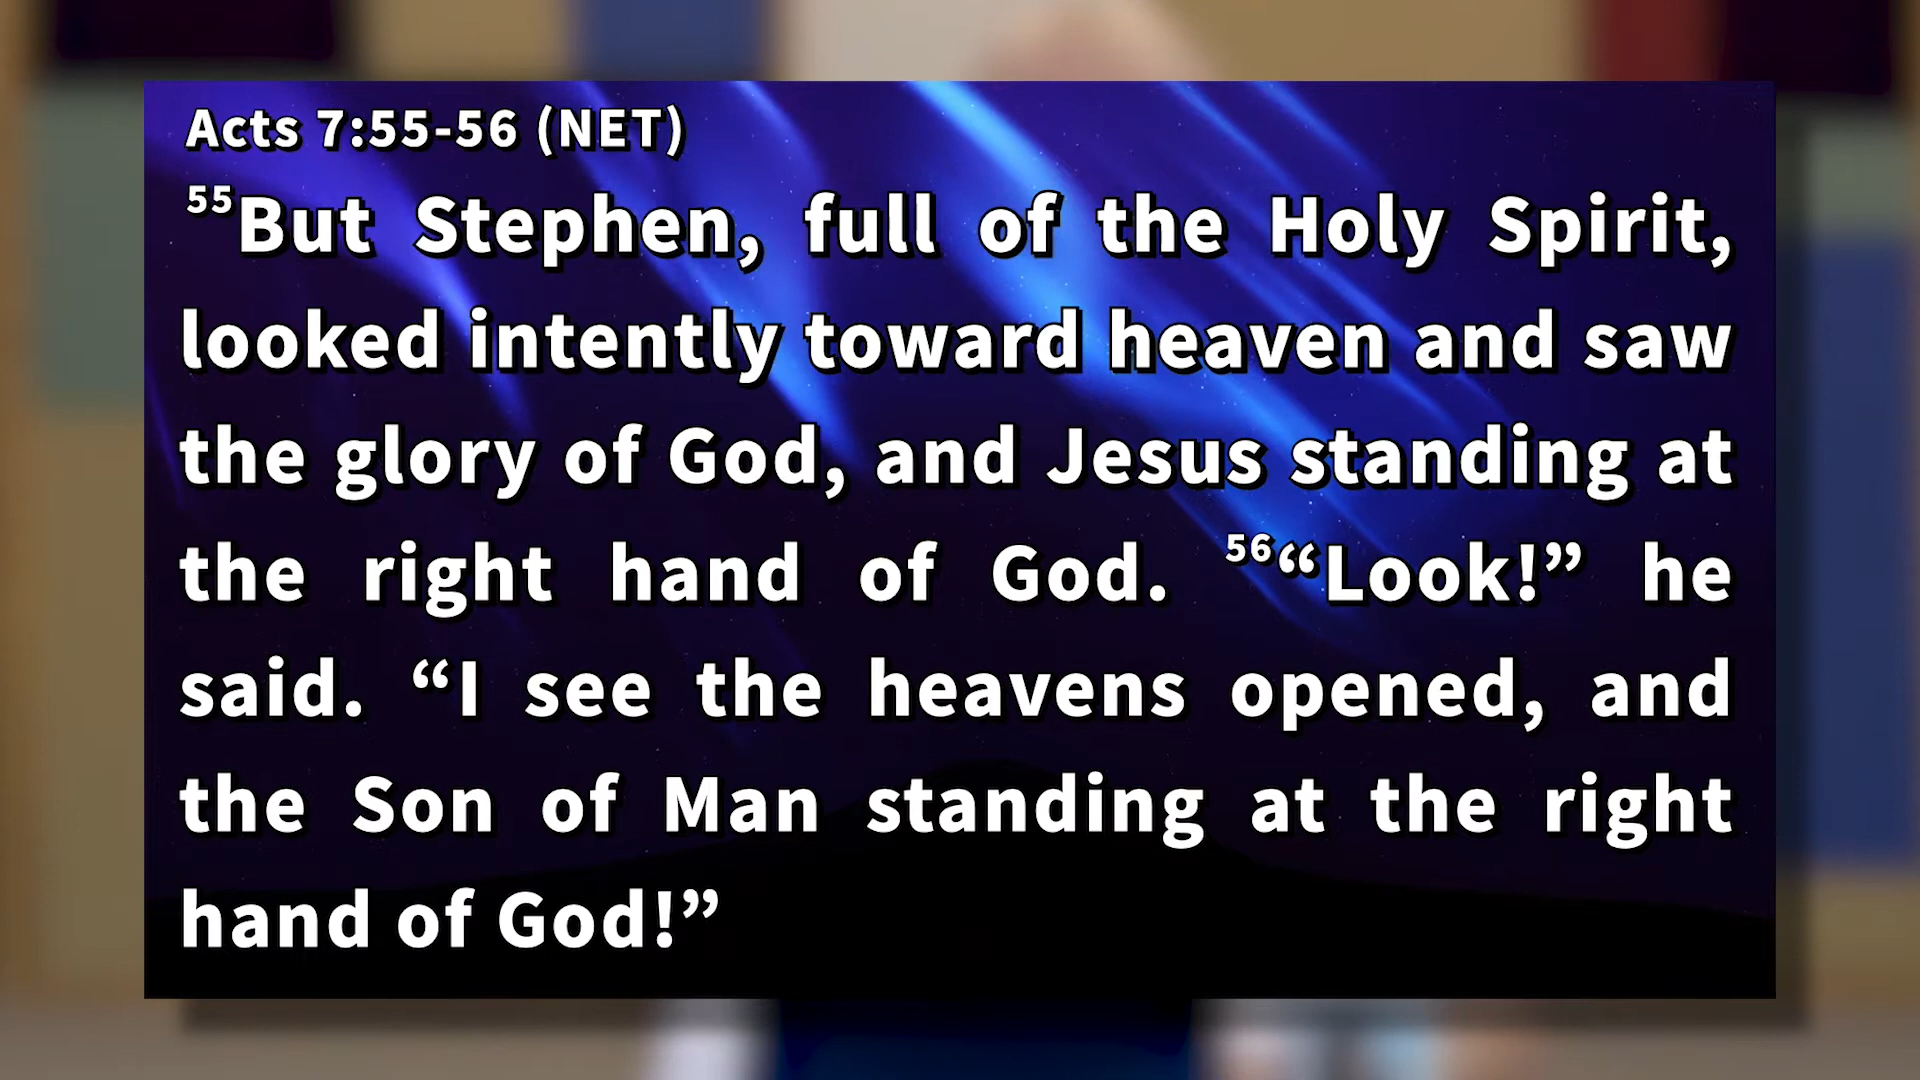 Acts 7:55-56 (NET)
55But Stephen, full of the Holy Spirit,
looked intently toward heaven and saw
the glory of God, and Jesus standing at
the right hand of God. 56“Look!” he
said. “I see the heavens opened, and
the Son of Man standing at the right
hand of God!”